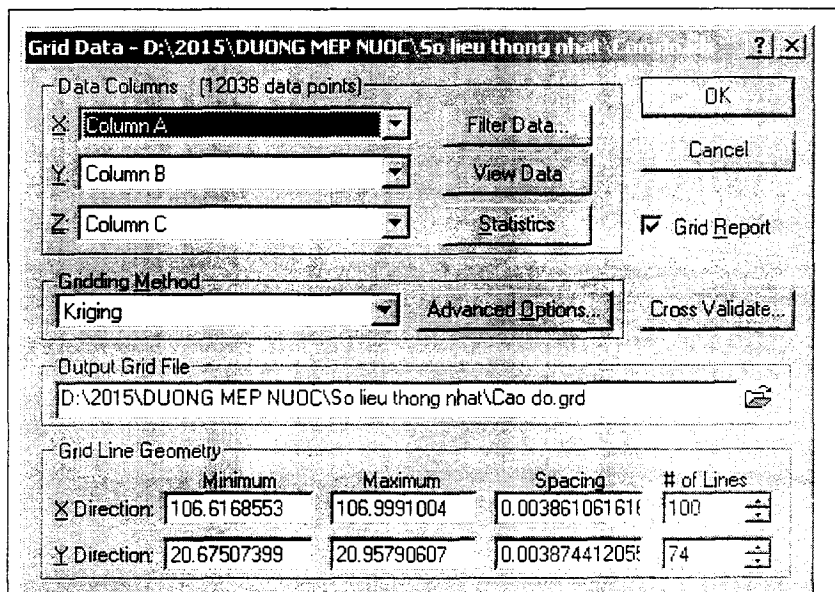 Grid Data - D:\2015\DUONG MEP NUOC\So lieu thong nhat\Cao do
Data Columns (12038 data points)
X: Column A
Filter Data...
Y: Column B
View Data
Z: Column C
Statistics
OK
Cancel
Grid Report
Gridding Method
Kriging
Advanced Options...
Cross Validate...
Output Grid File
D:\2015\DUONG MEP NUOC\So lieu thong nhat\Cao do.grd
Grid Line Geometry
Minimum Maximum Spacing # of Lines
X Direction: 106.6168553 106.9991004 0.00386106161 100
Y Direction: 20.67507399 20.95790607 0.003874412055 74